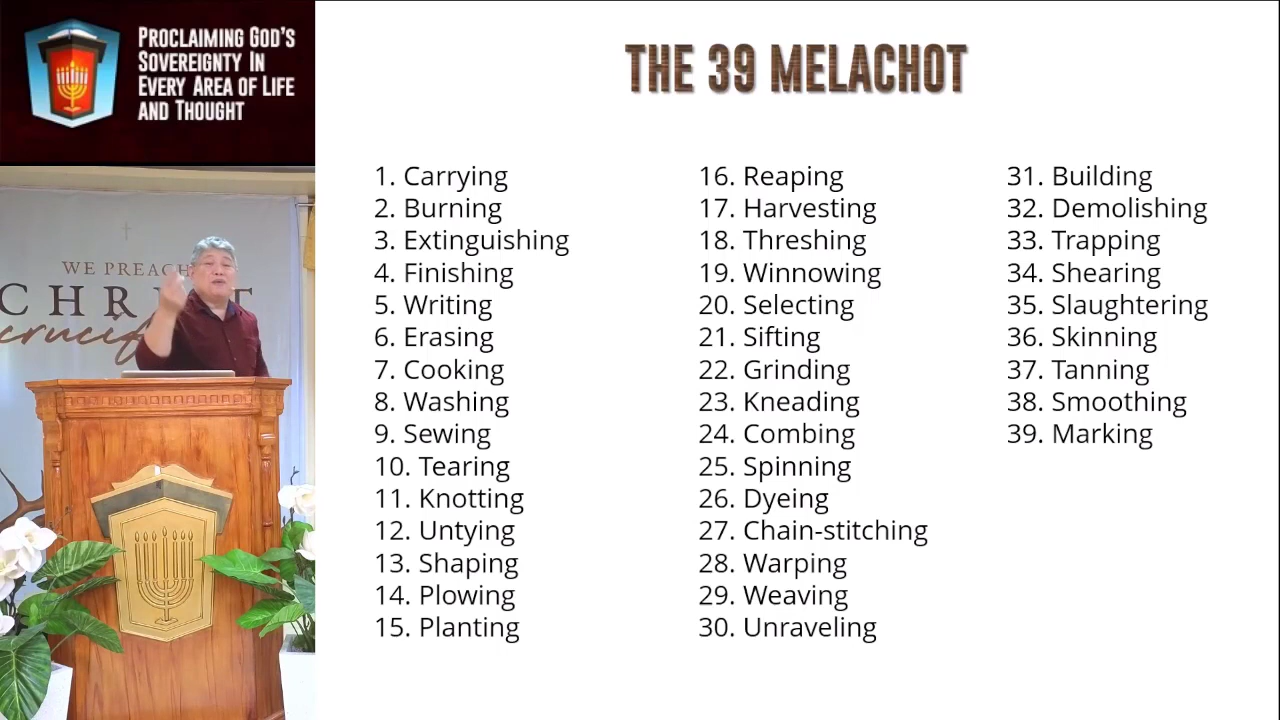 PROCLAIMING GOD'S
SOVEREIGNTY IN
EVERY AREA OF LIFE
AND THOUGHT
WE PREACH
CHRIST
crucif
THE 39 MELACHOT
1. Carrying
2. Burning
3. Extinguishing
4. Finishing
5. Writing
6. Erasing
7. Cooking
8. Washing
9. Sewing
10. Tearing
11. Knotting
12. Untying
13. Shaping
14. Plowing
15. Planting
16. Reaping
17. Harvesting
18. Threshing
19. Winnowing
20. Selecting
21. Sifting
22. Grinding
23. Kneading
24. Combing
25. Spinning
26. Dyeing
27. Chain-stitching
28. Warping
29. Weaving
30. Unraveling
31. Building
32. Demolishing
33. Trapping
34. Shearing
35. Slaughtering
36. Skinning
37. Tanning
38. Smoothing
39. Marking